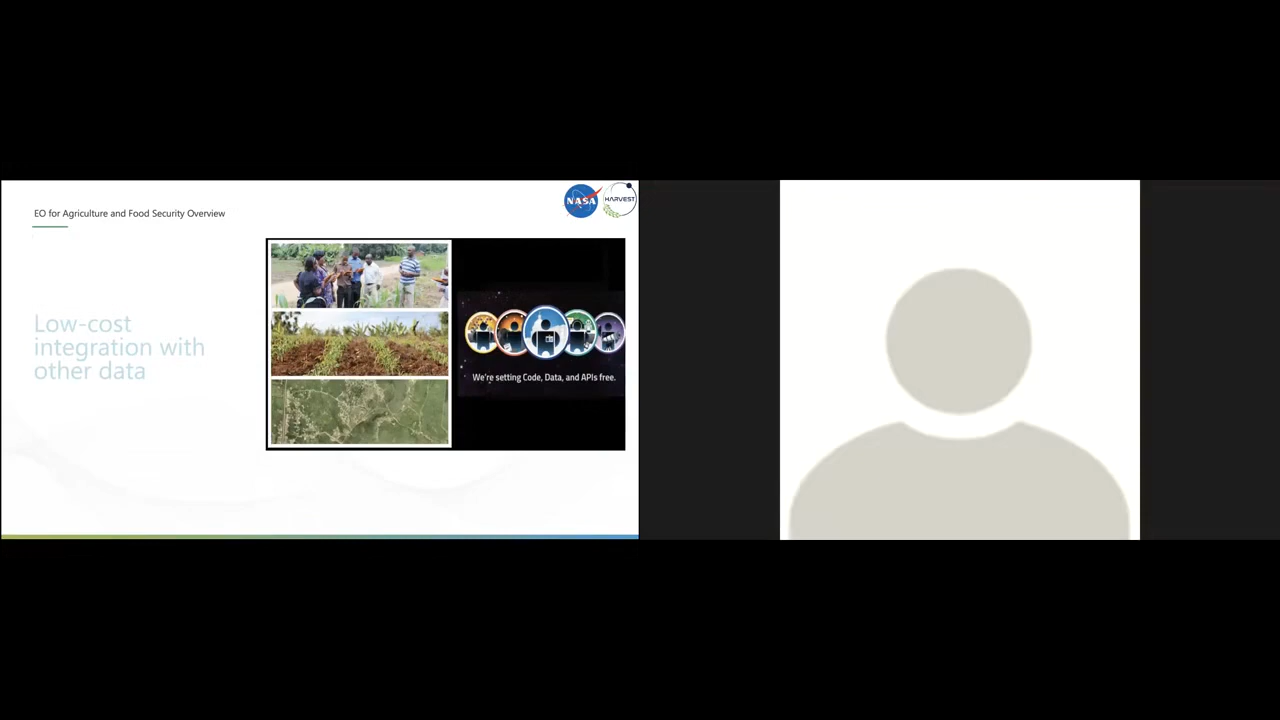 EO for Agriculture and Food Security Overview
NASA
HARVEST
Low-cost
integration with
other data
We're setting Code, Data, and APIs free.